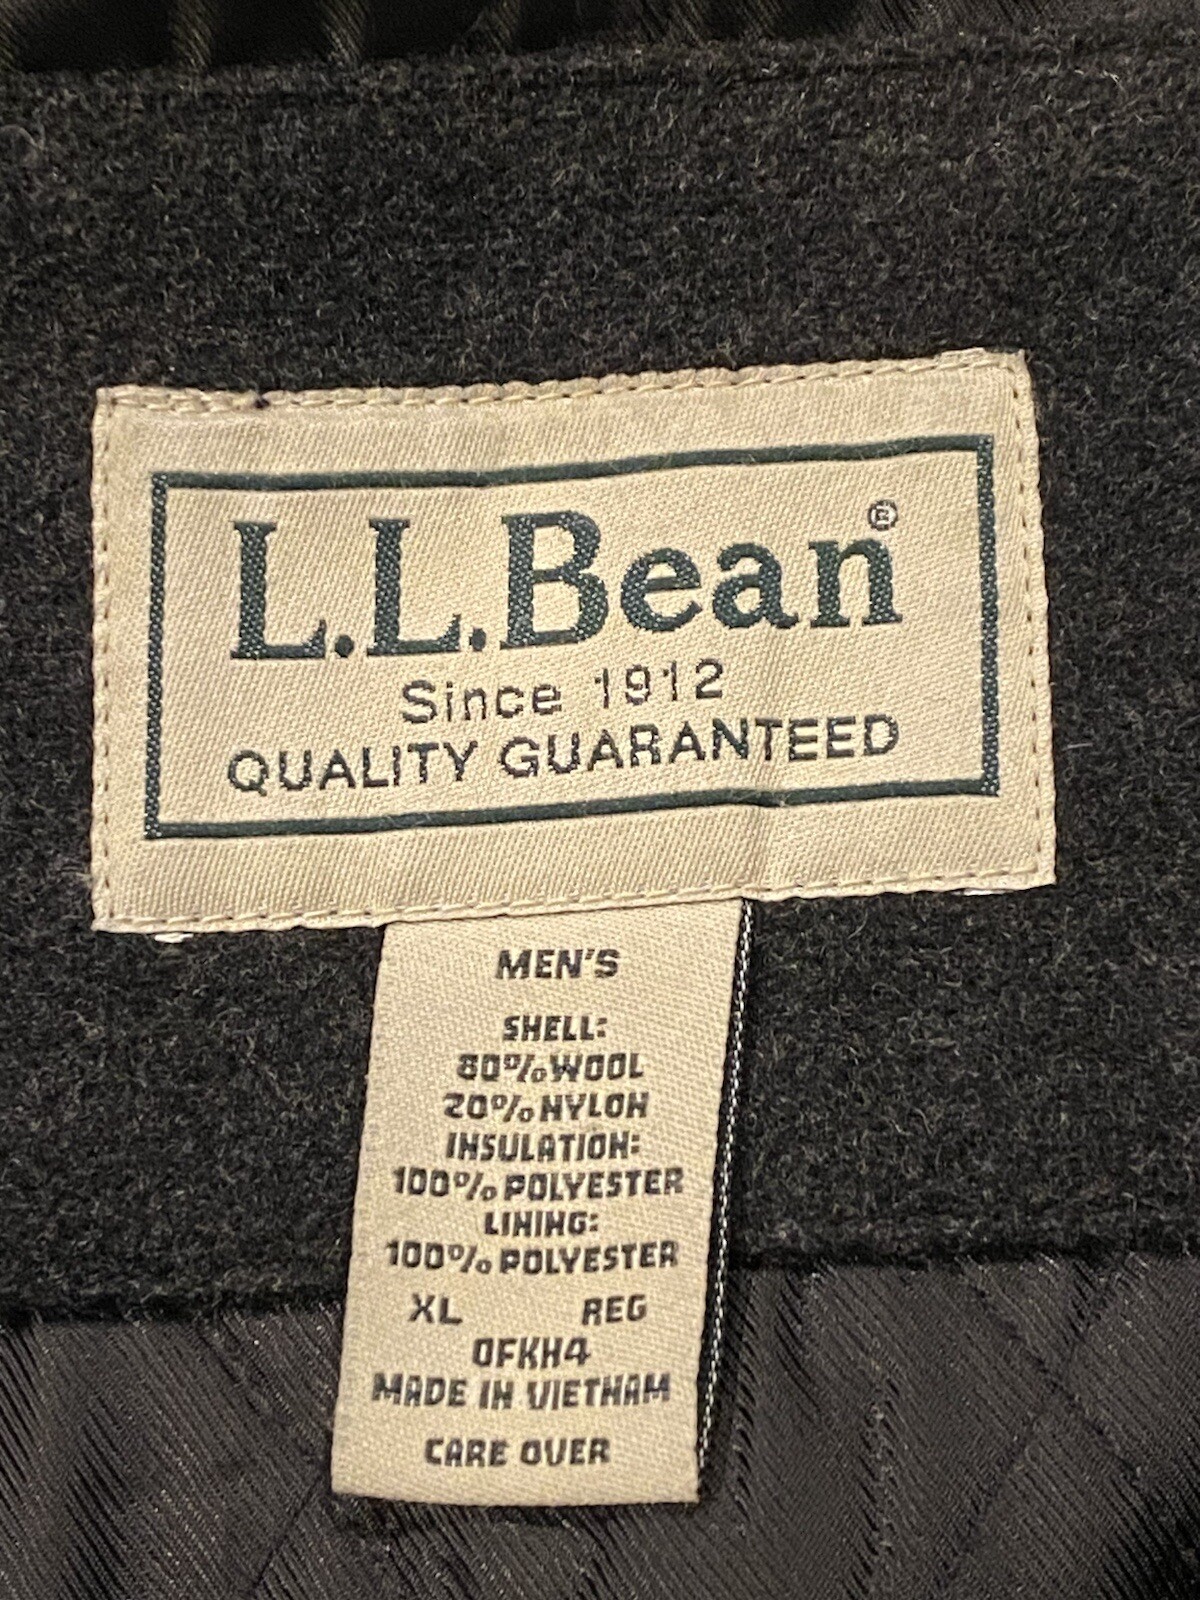 L.L.Bean®
Since 1912
QUALITY GUARANTEED
MEN'S
SHELL:
80% WOOL
20% NYLON
INSULATION:
100% POLYESTER
LINING:
100% POLYESTER
XL REG
0FKH4
MADE IN VIETNAM
CARE OVER